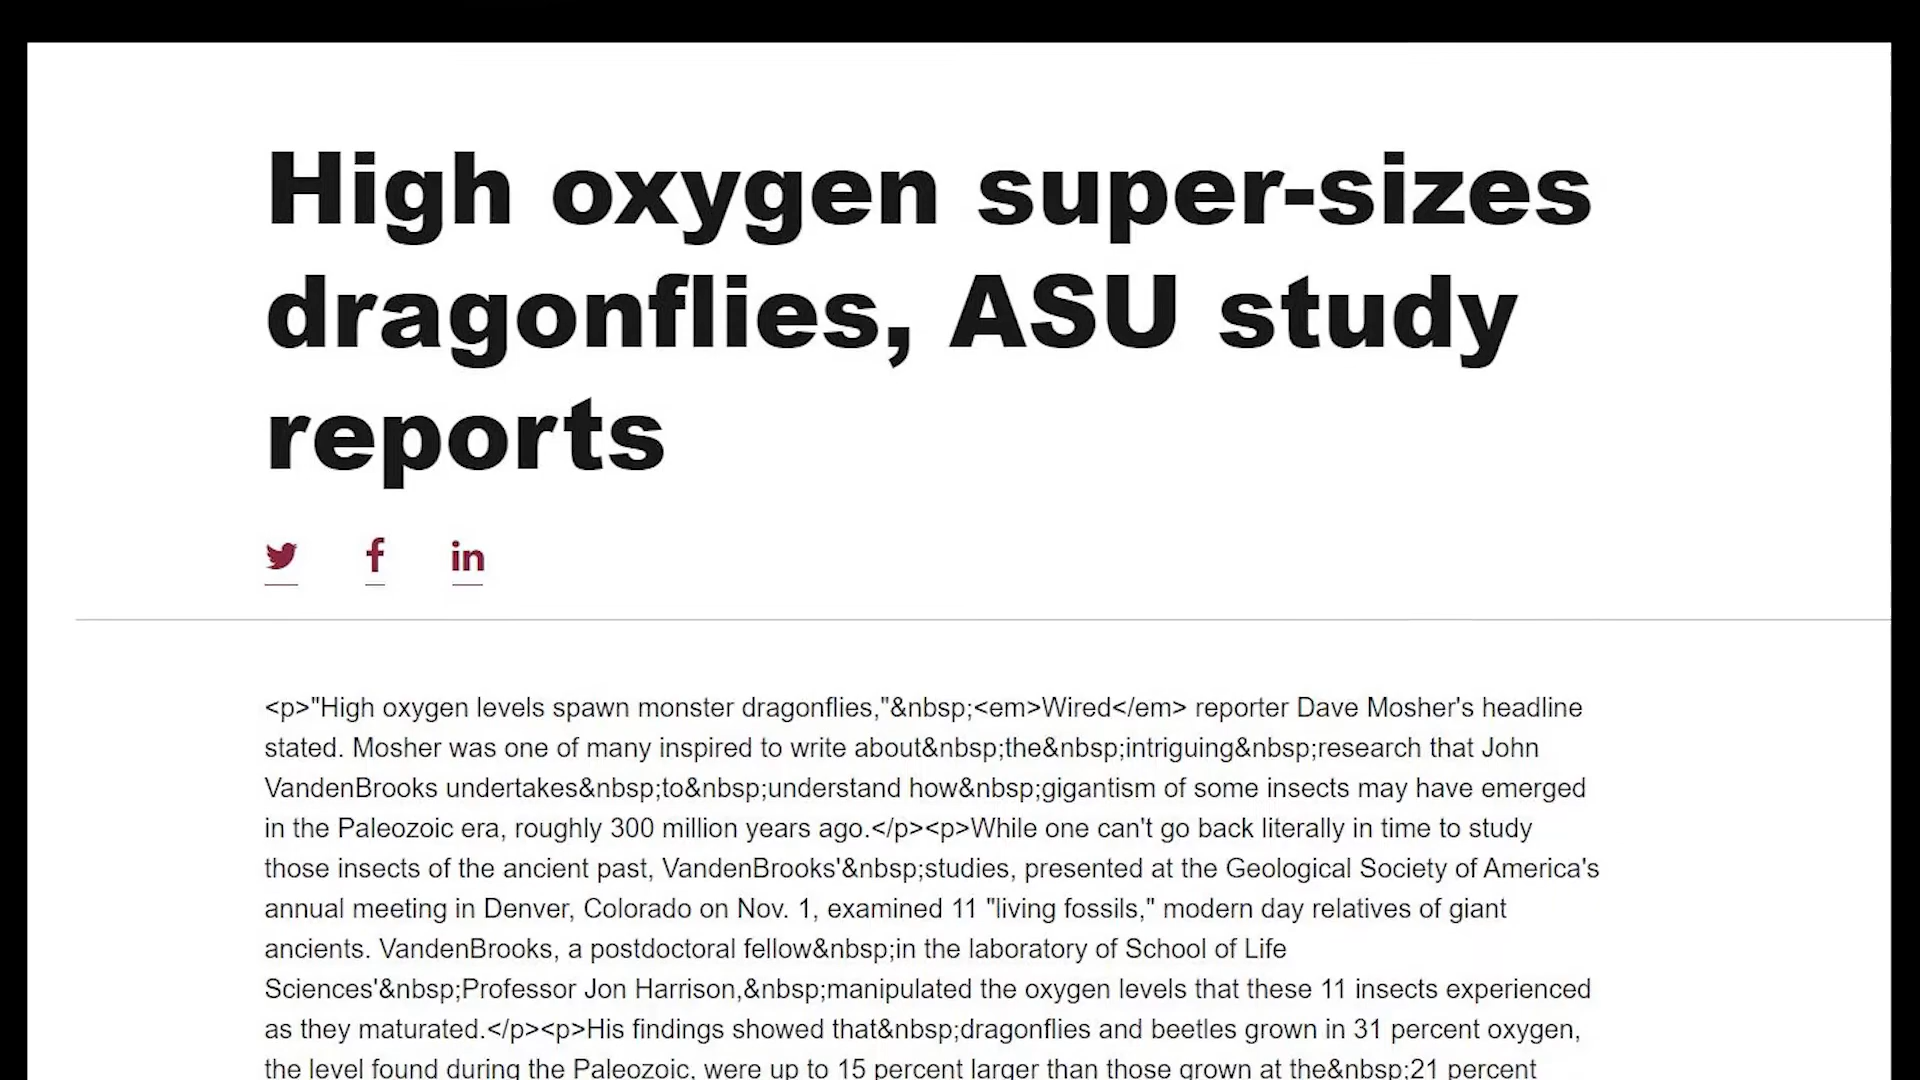 High oxygen super-sizes
dragonflies, ASU study
reports
f
in
<p>"High oxygen levels spawn monster dragonflies,"&nbsp;<em>Wired</em> reporter Dave Mosher's headline
stated. Mosher was one of many inspired to write about&nbsp;the&nbsp;intriguing&nbsp;research that John
VandenBrooks undertakes&nbsp;to&nbsp;understand how&nbsp;gigantism of some insects may have emerged
in the Paleozoic era, roughly 300 million years ago.</p><p>While one can't go back literally in time to study
those insects of the ancient past, VandenBrooks'&nbsp;studies, presented at the Geological Society of America's
annual meeting in Denver, Colorado on Nov. 1, examined 11 "living fossils," modern day relatives of giant
ancients. VandenBrooks, a postdoctoral fellow&nbsp;in the laboratory of School of Life
Sciences'&nbsp;Professor Jon Harrison,&nbsp;manipulated the oxygen levels that these 11 insects experienced
as they maturated.</p><p>His findings showed that&nbsp;dragonflies and beetles grown in 31 percent oxygen,
the level found during the Paleozoic, were up to 15 percent larger than those grown at the&nbsp;21 percent